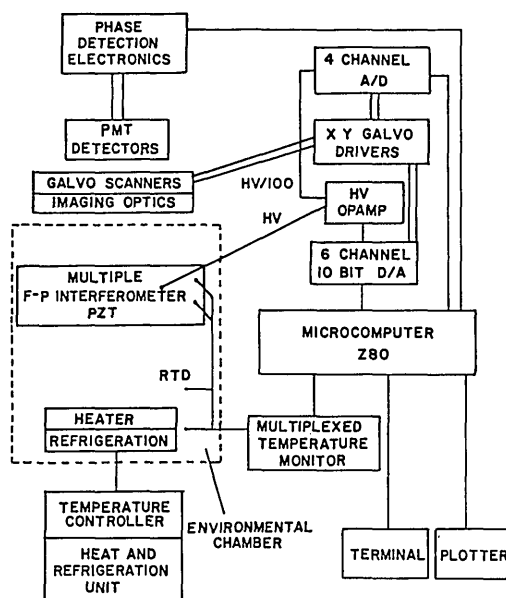 PHASE
DETECTION
ELECTRONICS
4 CHANNEL
A/D
PMT
DETECTORS
X Y GALVO
DRIVERS
GALVO SCANNERS
IMAGING OPTICS
HV/100
HV
OPAMP
HV
6 CHANNEL
10 BIT D/A
MULTIPLE
F-P INTERFEROMETER
PZT
MICROCOMPUTER
Z80
RTD
HEATER
REFRIGERATION
MULTIPLEXED
TEMPERATURE
MONITOR
TEMPERATURE
CONTROLLER
HEAT AND
REFRIGERATION
UNIT
ENVIRONMENTAL
CHAMBER
TERMINAL
PLOTTER